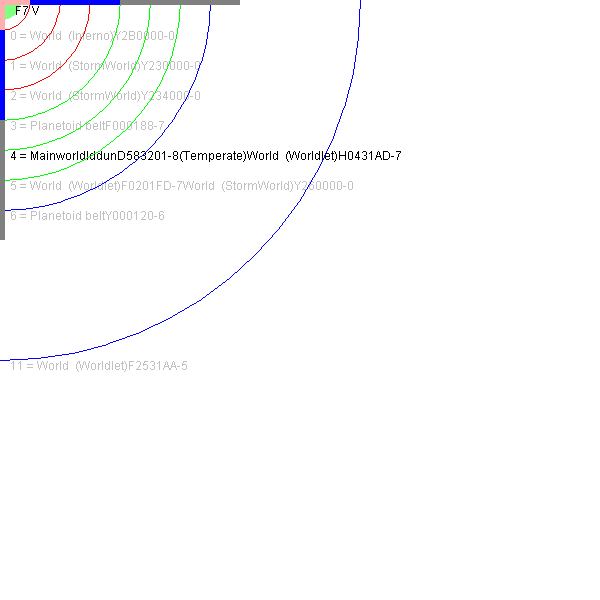 F7 V
0 = World (Inferno)Y2B0000-0
1 = World (StormWorld)Y230000-0
2 = World (StormWorld)Y234000-0
3 = Planetoid beltF000188-7
4 = MainworldIddunD583201-8(Temperate)World (Worldlet)H0431AD-7
5 = World (Worldlet)F0201FD-7World (StormWorld)Y260000-0
6 = Planetoid beltY000120-6
11 = World (Worldlet)F2531AA-5